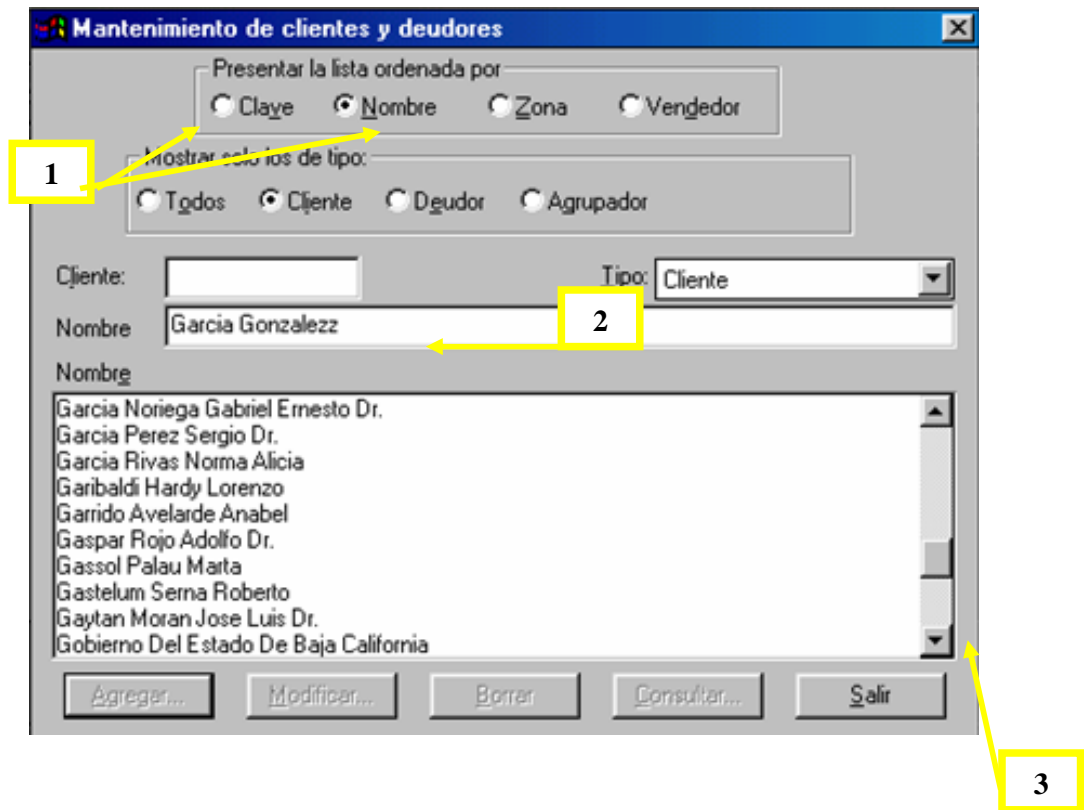 Mantenimiento de clientes y deudores
Presentar la lista ordenada por
Clave Nombre Zona Vendedor
1
Mostrar solo los de tipo:
Todos Cliente Deudor Agrupador
Cliente: Tipo: Cliente
Nombre Garcia Gonzalezz
2
Nombre
Garcia Noriega Gabriel Ernesto Dr.
Garcia Perez Sergio Dr.
Garcia Rivas Norma Alicia
Garibaldi Hardy Lorenzo
Garrido Avelarde Anabel
Gaspar Rojo Adolfo Dr.
Gassol Palau Marta
Gastelum Serna Roberto
Gaytan Moran Jose Luis Dr.
Gobierno Del Estado De Baja California
Agregar... Modificar... Borrar Consultar... Salir
3